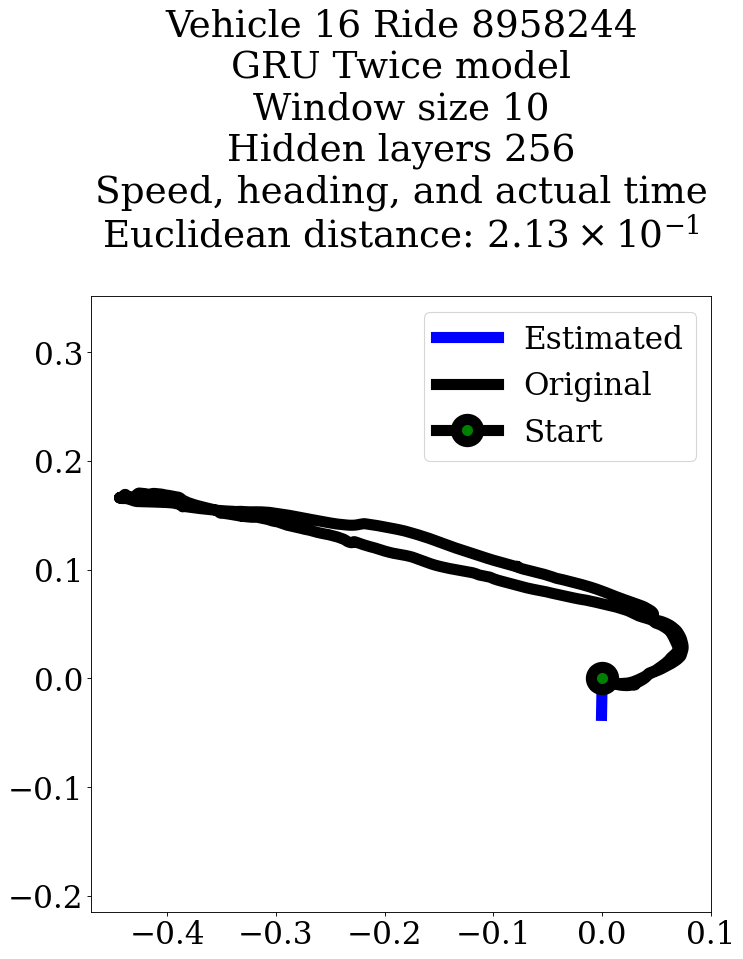 Vehicle 16 Ride 8958244
GRU Twice model
Window size 10
Hidden layers 256
Speed, heading, and actual time
Euclidean distance: 2.13 × 10⁻¹
Estimated
Original
Start
0.3
0.2
0.1
0.0
−0.1
−0.2
−0.4 −0.3 −0.2 −0.1 0.0 0.1